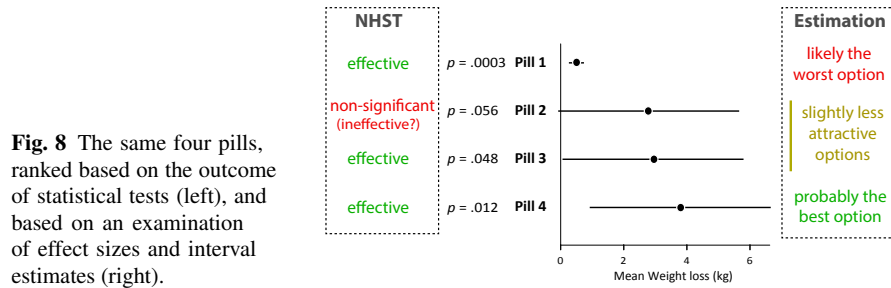 NHST
Estimation
effective
p = .0003 Pill 1
likely the
worst option
non-significant
(ineffective?)
p = .056 Pill 2
slightly less
attractive
options
effective
p = .048 Pill 3
effective
p = .012 Pill 4
probably the
best option
0 2 4 6
Mean Weight loss (kg)
Fig. 8 The same four pills,
ranked based on the outcome
of statistical tests (left), and
based on an examination
of effect sizes and interval
estimates (right).